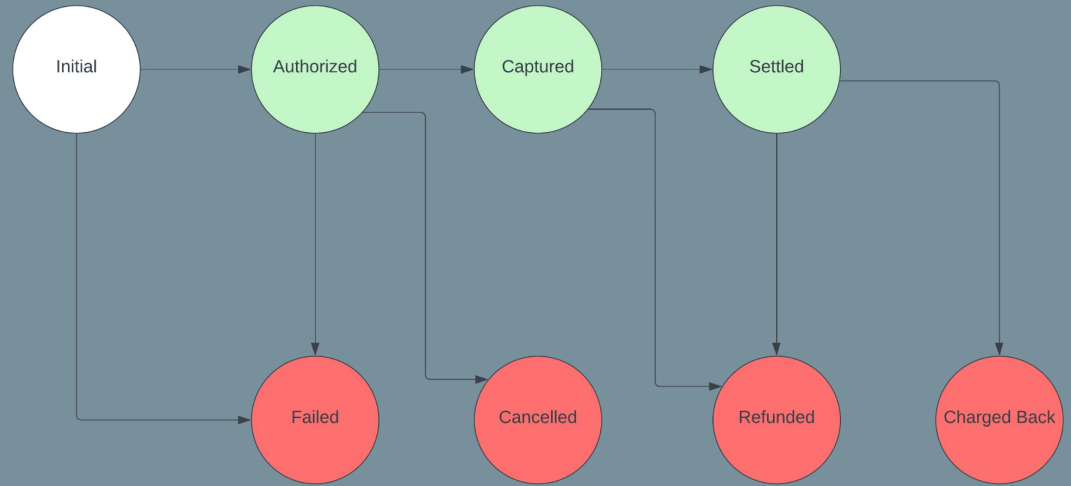 Initial
Authorized
Captured
Settled
Failed
Cancelled
Refunded
Charged Back